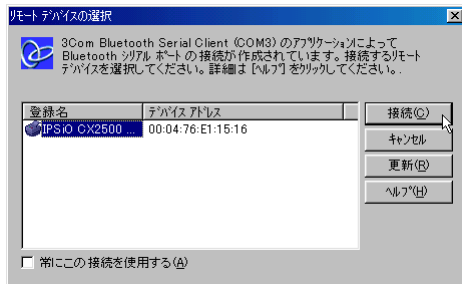 リモート デバイスの選択
3Com Bluetooth Serial Client (COM3) のアプリケーションによって
Bluetooth シリアル ポート の 接続が作成されています。接続するリモート
デバイスを選択してください。詳細は [ヘルプ] をクリックしてください。.
登録名 デバイス アドレス
IPSiO CX2500 ... 00:04:76:E1:15:16
接続(C)
キャンセル
更新(R)
ヘルプ(H)
常にこの接続を使用する(A)